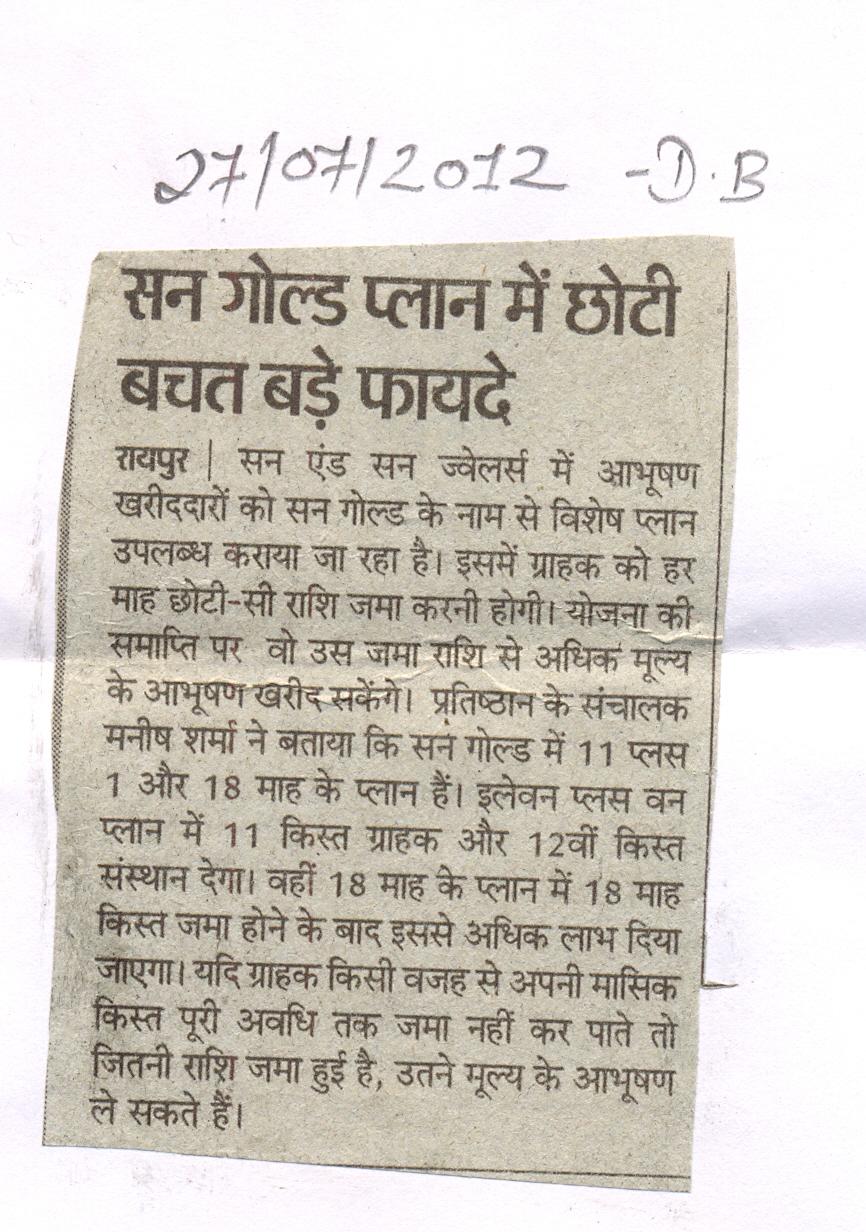 27/07/2012 -D.B
सन गोल्ड प्लान में छोटी
बचत बड़े फायदे
रायपुर | सन एंड सन ज्वेलर्स में आभूषण
खरीददारों को सन गोल्ड के नाम से विशेष प्लान
उपलब्ध कराया जा रहा है। इसमें ग्राहक को हर
माह छोटी-सी राशि जमा करनी होगी। योजना की
समाप्ति पर वो उस जमा राशि से अधिक मूल्य
के आभूषण खरीद सकेंगे। प्रतिष्ठान के संचालक
मनीष शर्मा ने बताया कि सन गोल्ड में 11 प्लस
1 और 18 माह के प्लान हैं। इलेवन प्लस वन
प्लान में 11 किस्त ग्राहक और 12वीं किस्त
संस्थान देगा। वहीं 18 माह के प्लान में 18 माह
किस्त जमा होने के बाद इससे अधिक लाभ दिया
जाएगा। यदि ग्राहक किसी वजह से अपनी मासिक
किस्त पूरी अवधि तक जमा नहीं कर पाते तो
जितनी राशि जमा हुई है, उतने मूल्य के आभूषण
ले सकते हैं।